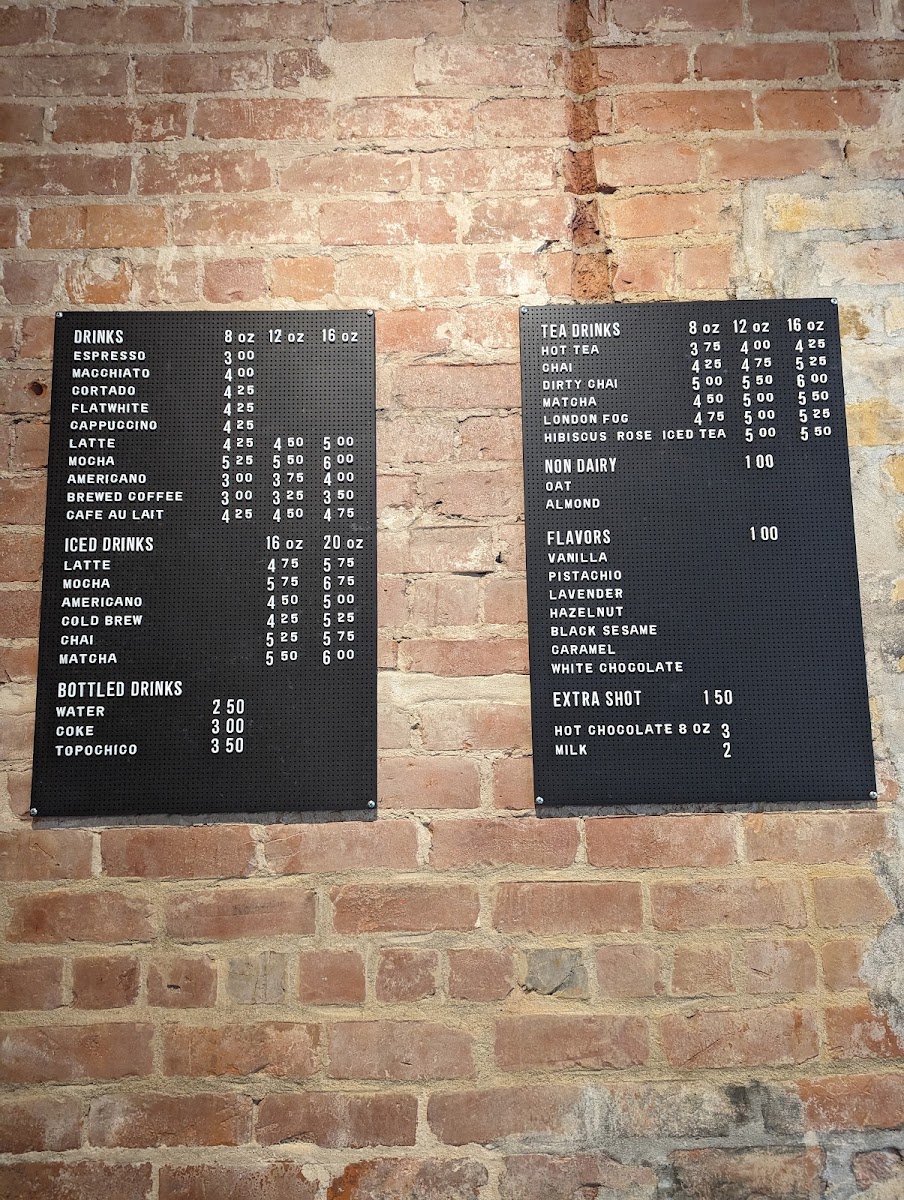 DRINKS 8 OZ 12 OZ 16 OZ
ESPRESSO 3 00
MACCHIATO 4 00
CORTADO 4 25
FLATWHITE 4 25
CAPPUCCINO 4 25
LATTE 4 25 4 50 5 00
MOCHA 5 25 5 50 6 00
AMERICANO 3 00 3 75 4 00
BREWED COFFEE 3 00 3 25 3 50
CAFE AU LAIT 4 25 4 50 4 75
ICED DRINKS 16 OZ 20 OZ
LATTE 4 75 5 75
MOCHA 5 75 6 75
AMERICANO 4 50 5 00
COLD BREW 4 25 5 25
CHAI 5 25 5 75
MATCHA 5 50 6 00
BOTTLED DRINKS
WATER 2 50
COKE 3 00
TOPOCHICO 3 50
TEA DRINKS 8 OZ 12 OZ 16 OZ
HOT TEA 3 75 4 00 4 25
CHAI 4 25 4 75 5 25
DIRTY CHAI 5 00 5 50 6 00
MATCHA 4 50 5 00 5 50
LONDON FOG 4 75 5 00 5 25
HIBISCUS ROSE ICED TEA 5 00 5 50
NON DAIRY 1 00
OAT
ALMOND
FLAVORS 1 00
VANILLA
PISTACHIO
LAVENDER
HAZELNUT
BLACK SESAME
CARAMEL
WHITE CHOCOLATE
EXTRA SHOT 1 50
HOT CHOCOLATE 8 OZ 3
MILK 2